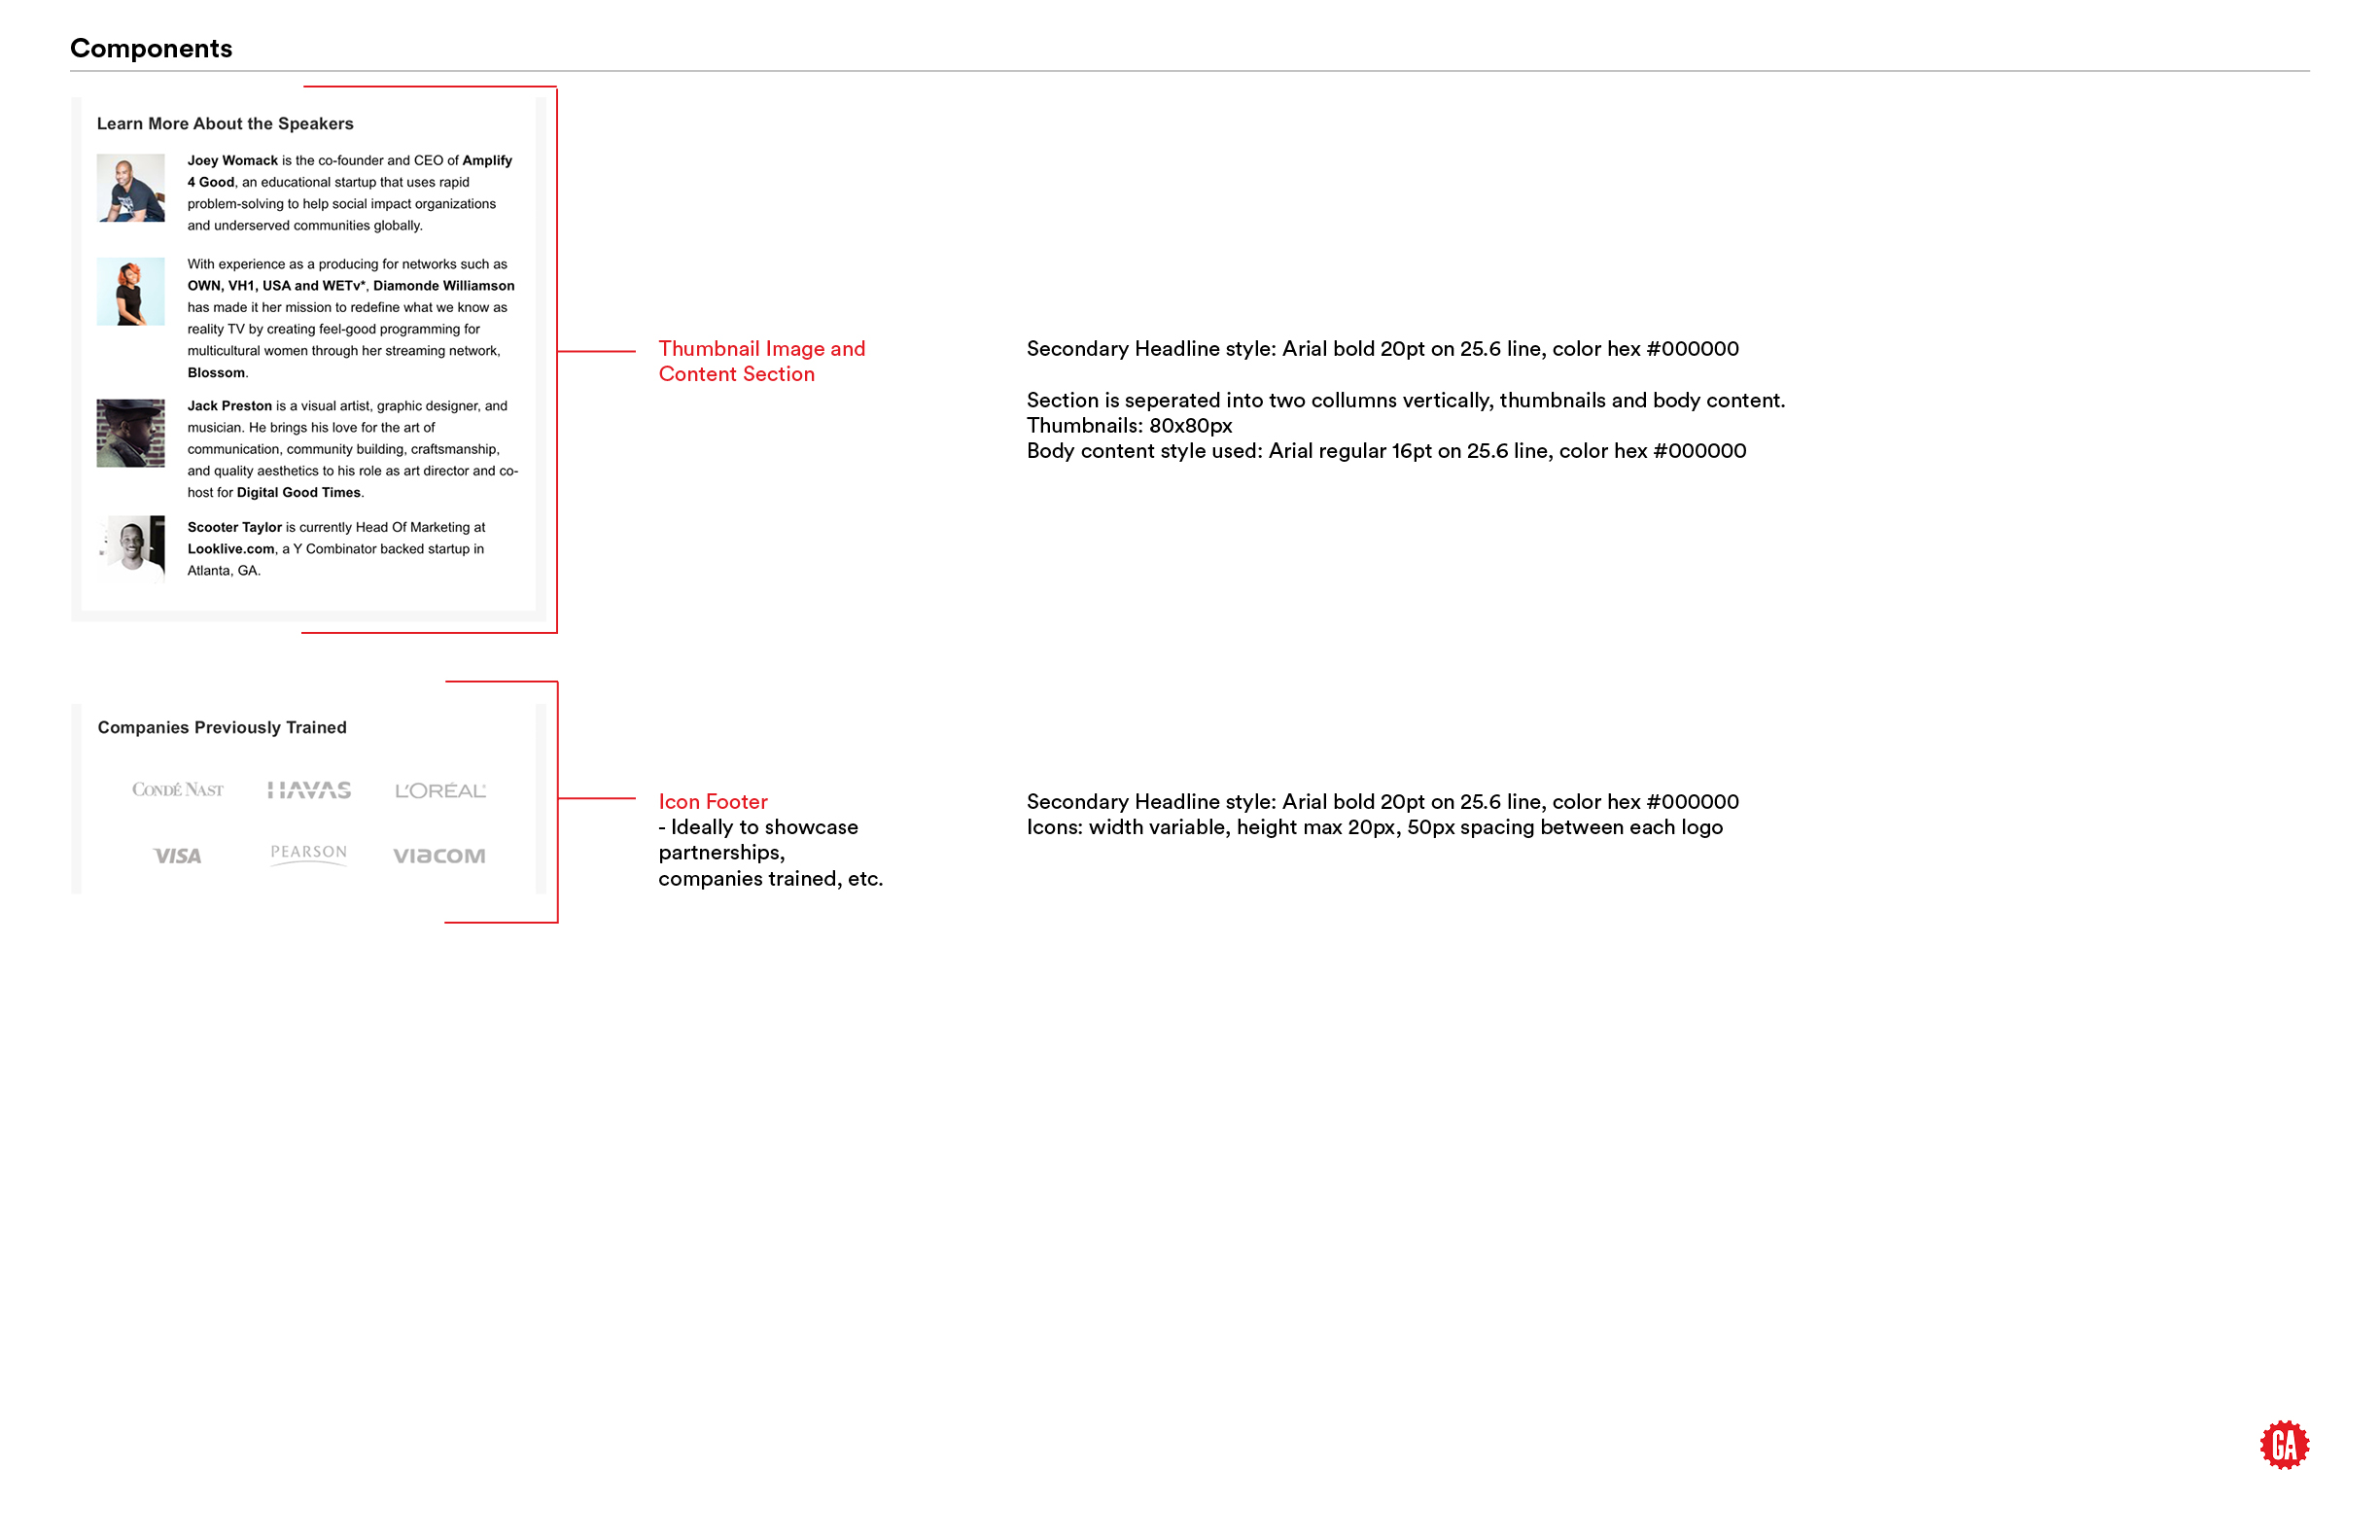 Components
Learn More About the Speakers
Joey Womack is the co-founder and CEO of Amplify
4 Good, an educational startup that uses rapid
problem-solving to help social impact organizations
and underserved communities globally.
With experience as a producing for networks such as
OWN, VH1, USA and WETv*, Diamonde Williamson
has made it her mission to redefine what we know as
reality TV by creating feel-good programming for
multicultural women through her streaming network,
Blossom.
Jack Preston is a visual artist, graphic designer, and
musician. He brings his love for the art of
communication, community building, craftsmanship,
and quality aesthetics to his role as art director and co-
host for Digital Good Times.
Scooter Taylor is currently Head Of Marketing at
Looklive.com, a Y Combinator backed startup in
Atlanta, GA.
Thumbnail Image and
Content Section
Secondary Headline style: Arial bold 20pt on 25.6 line, color hex #000000
Section is seperated into two collumns vertically, thumbnails and body content.
Thumbnails: 80x80px
Body content style used: Arial regular 16pt on 25.6 line, color hex #000000
Companies Previously Trained
CONDÉ NAST HAVAS L'ORÉAL
VISA PEARSON VIACOM
Icon Footer
- Ideally to showcase
partnerships,
companies trained, etc.
Secondary Headline style: Arial bold 20pt on 25.6 line, color hex #000000
Icons: width variable, height max 20px, 50px spacing between each logo
GA